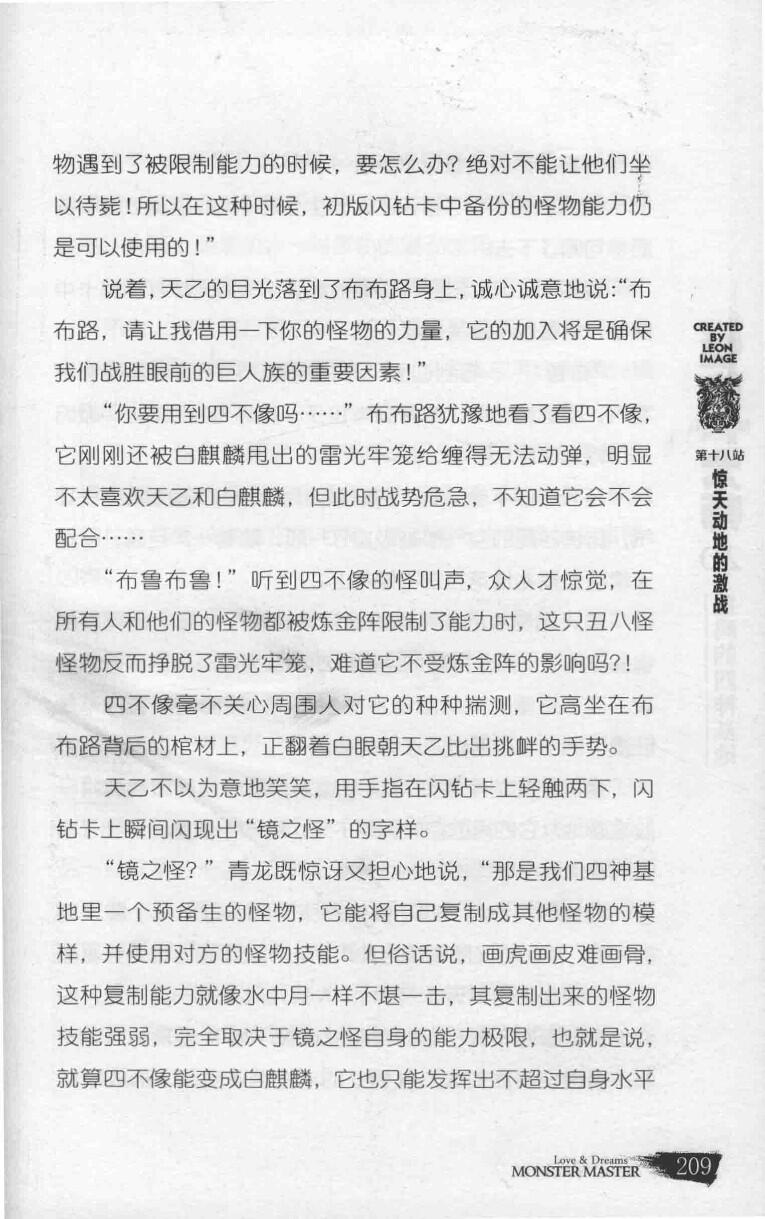 物遇到了被限制能力的时候，要怎么办？绝对不能让他们坐
以待毙！所以在这种时候，初版闪钻卡中备份的怪物能力仍
是可以使用的！”
说着，天乙的目光落到了布布路身上，诚心诚意地说：“布
布路，请让我借用一下你的怪物的力量，它的加入将是确保
我们战胜眼前的巨人族的重要因素！”
“你要用到四不像吗……”布布路犹豫地看了看四不像，
它刚刚还被白麒麟甩出的雷光牢笼给缠得无法动弹，明显
不太喜欢天乙和白麒麟，但此时战势危急，不知道它会不会
配合……
“布鲁布鲁！”听到四不像的怪叫声，众人才惊觉，在
所有人和他们的怪物都被炼金阵限制了能力时，这只丑八怪
怪物反而挣脱了雷光牢笼，难道它不受炼金阵的影响吗？！
四不像毫不关心周围人对它的种种揣测，它高坐在布
布路背后的棺材上，正翻着白眼朝天乙比出挑衅的手势。
天乙不以为意地笑笑，用手指在闪钻卡上轻触两下，闪
钻卡上瞬间闪现出“镜之怪”的字样。
“镜之怪？”青龙既惊讶又担心地说，“那是我们四神基
地里一个预备生的怪物，它能将自己复制成其他怪物的模
样，并使用对方的怪物技能。但俗话说，画虎画皮难画骨，
这种复制能力就像水中月一样不堪一击，其复制出来的怪物
技能强弱，完全取决于镜之怪自身的能力极限，也就是说，
就算四不像能变成白麒麟，它也只能发挥出不超过自身水平
CREATED
BY
LEON
IMAGE
第十八站
惊天动地的激战
Love & Dreams
MONSTER MASTER
209